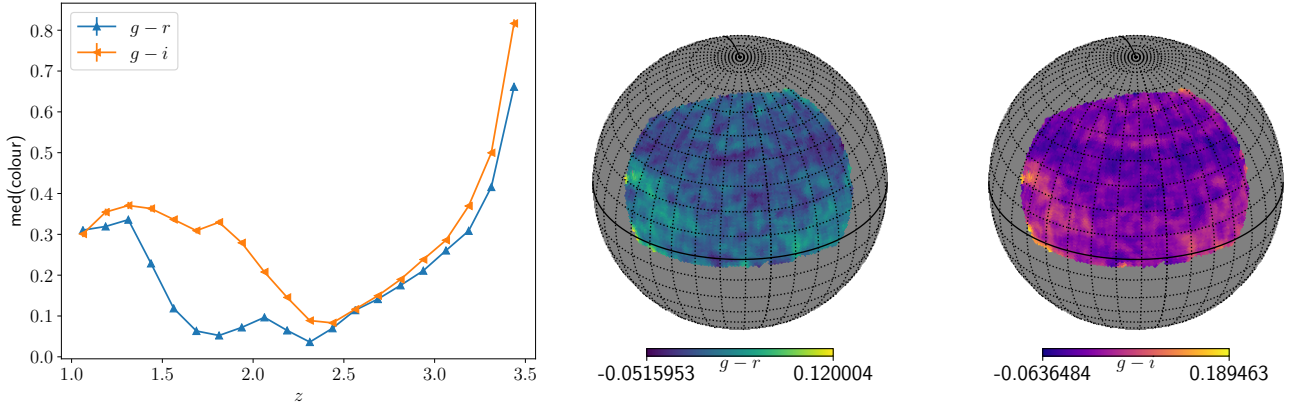 g − r
g − i
0.8
0.7
0.6
0.5
0.4
0.3
0.2
0.1
0.0
med(colour)
1.0 1.5 2.0 2.5 3.0 3.5
z
-0.0515953 g − r 0.120004
-0.0636484 g − i 0.189463